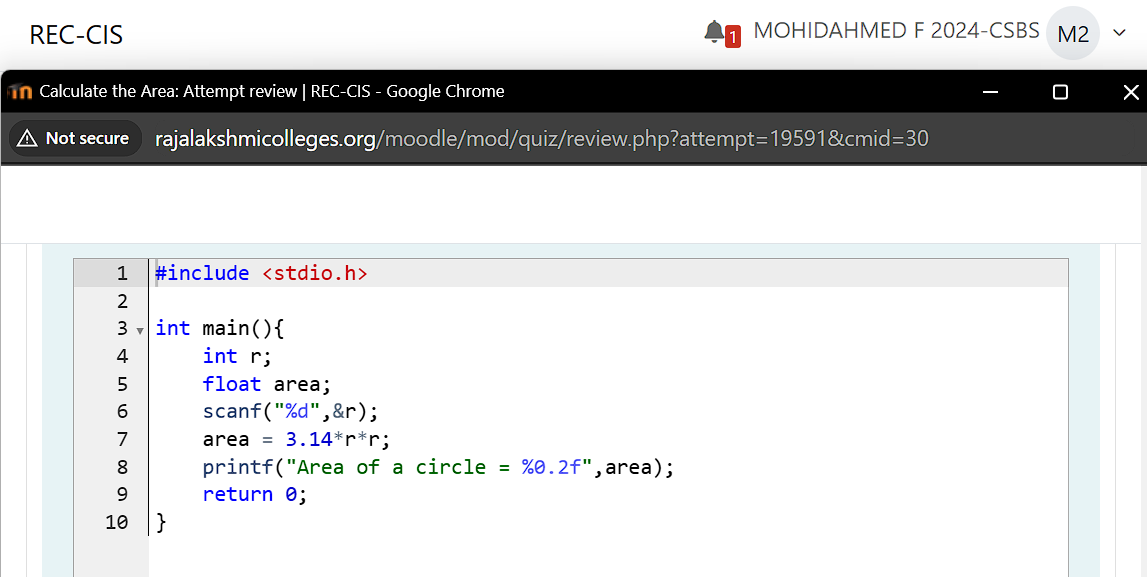 REC-CIS
1 MOHIDAHMED F 2024-CSBS M2
Calculate the Area: Attempt review | REC-CIS - Google Chrome
Not secure rajalakshmicolleges.org/moodle/mod/quiz/review.php?attempt=19591&cmid=30
1 #include <stdio.h>
2
3 int main(){
4 int r;
5 float area;
6 scanf("%d",&r);
7 area = 3.14*r*r;
8 printf("Area of a circle = %0.2f",area);
9 return 0;
10 }